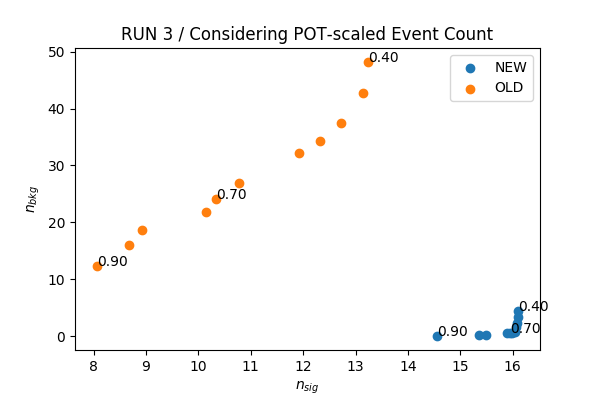 RUN 3 / Considering POT-scaled Event Count
NEW
OLD
50
40
30
20
10
0
n_bkg
0.40
0.70
0.90
0.40
0.90
0.70
8 9 10 11 12 13 14 15 16
n_sig